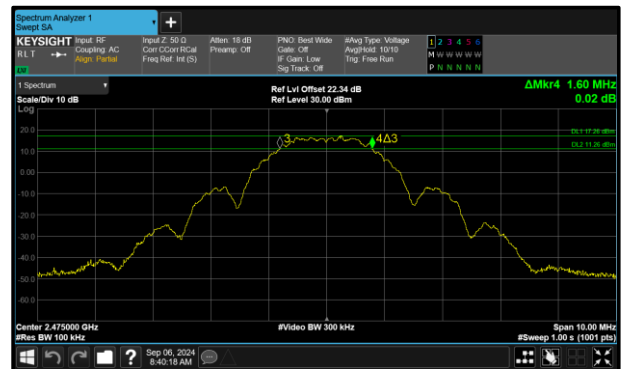 Spectrum Analyzer 1
Swept SA
+
KEYSIGHT
RLT
LXI
Input: RF
Coupling: AC
Align: Partial
Input Z: 50 Ω
Corr CCorr RCal
Freq Ref: Int (S)
Atten: 18 dB
Preamp: Off
PNO: Best Wide
Gate: Off
IF Gain: Low
Sig Track: Off
#Avg Type: Voltage
Avg|Hold: 10/10
Trig: Free Run
1 2 3 4 5 6
M W W W W W
P N N N N N
1 Spectrum
Scale/Div 10 dB
Log
Ref Lvl Offset 22.34 dB
Ref Level 30.00 dBm
ΔMkr4 1.60 MHz
0.02 dB
20.0
10.0
0.00
-10.0
-20.0
-30.0
-40.0
-50.0
-60.0
3
4Δ3
DL1 17.26 dBm
DL2 11.26 dBm
Center 2.475000 GHz
#Res BW 100 kHz
#Video BW 300 kHz
Span 10.00 MHz
#Sweep 1.00 s (1001 pts)
?
Sep 06, 2024
8:40:18 AM